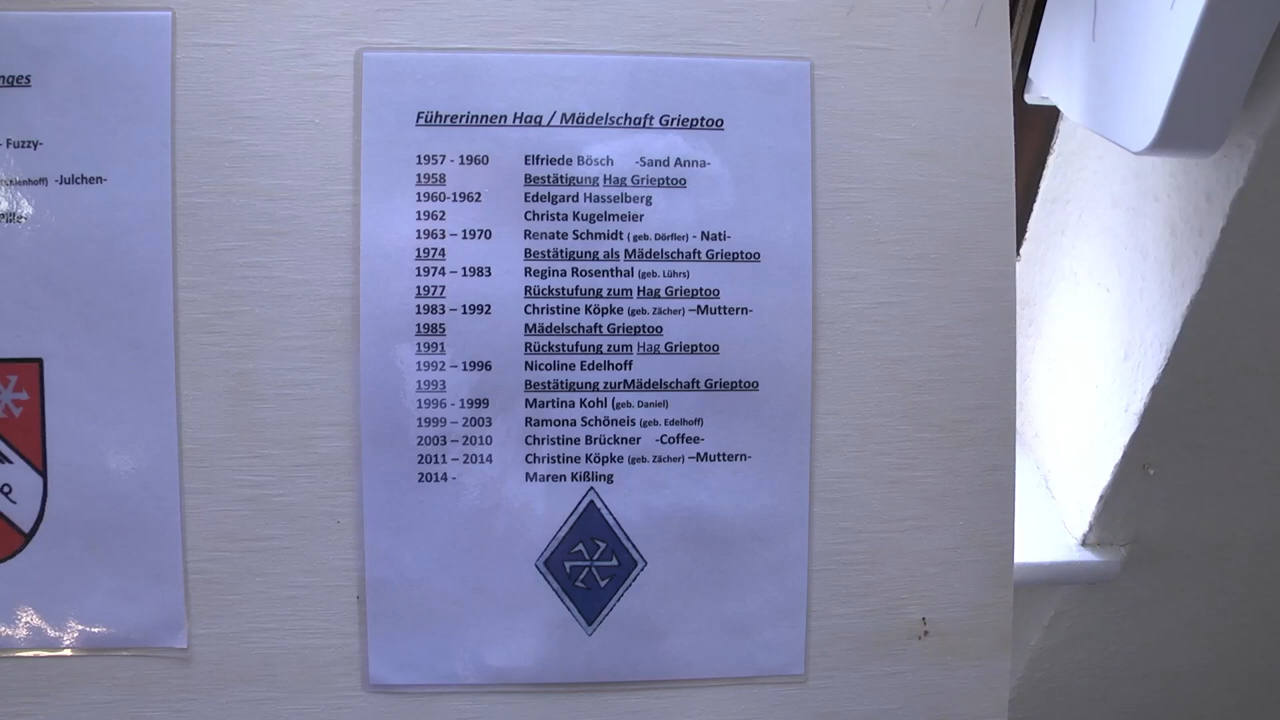 nges
- Fuzzy-
-Julchen-
Führerinnen Hag / Mädelschaft Grieptoo
1957 - 1960 Elfriede Bösch -Sand Anna-
1958 Bestätigung Hag Grieptoo
1960-1962 Edelgard Hasselberg
1962 Christa Kugelmeier
1963 – 1970 Renate Schmidt ( geb. Dörfler) - Nati-
1974 Bestätigung als Mädelschaft Grieptoo
1974 – 1983 Regina Rosenthal (geb. Lührs)
1977 Rückstufung zum Hag Grieptoo
1983 – 1992 Christine Köpke (geb. Zächer) –Muttern-
1985 Mädelschaft Grieptoo
1991 Rückstufung zum Hag Grieptoo
1992 – 1996 Nicoline Edelhoff
1993 Bestätigung zurMädelschaft Grieptoo
1996 - 1999 Martina Kohl (geb. Daniel)
1999 – 2003 Ramona Schöneis (geb. Edelhoff)
2003 – 2010 Christine Brückner -Coffee-
2011 – 2014 Christine Köpke (geb. Zächer) –Muttern-
2014 - Maren Kißling